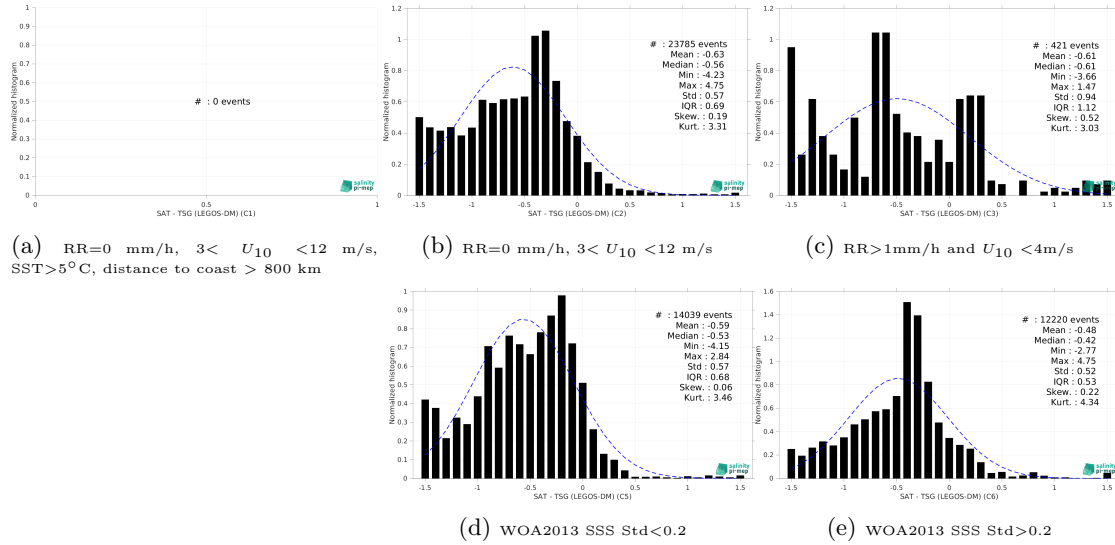 1
0.9
0.8
0.7
0.6
0.5
0.4
0.3
0.2
0.1
0
Normalized histogram
# : 0 events
salinity
pi-mep
0 0.5 1
SAT - TSG (LEGOS-DM) (C1)
(a) RR=0 mm/h, 3< U10 <12 m/s,
SST>5°C, distance to coast > 800 km
1.2
1
0.8
0.6
0.4
0.2
0
Normalized histogram
# : 23785 events
Mean : -0.63
Median : -0.56
Min : -4.23
Max : 4.75
Std : 0.57
IQR : 0.69
Skew. : 0.19
Kurt. : 3.31
salinity
pi-mep
-1.5 -1 -0.5 0 0.5 1 1.5
SAT - TSG (LEGOS-DM) (C2)
(b) RR=0 mm/h, 3< U10 <12 m/s
1.2
1
0.8
0.6
0.4
0.2
0
Normalized histogram
# : 421 events
Mean : -0.61
Median : -0.61
Min : -3.66
Max : 1.47
Std : 0.94
IQR : 1.12
Skew. : 0.52
Kurt. : 3.03
salinity
pi-mep
-1.5 -1 -0.5 0 0.5 1 1.5
SAT - TSG (LEGOS-DM) (C3)
(c) RR>1mm/h and U10 <4m/s
1
0.9
0.8
0.7
0.6
0.5
0.4
0.3
0.2
0.1
0
Normalized histogram
# : 14039 events
Mean : -0.59
Median : -0.53
Min : -4.15
Max : 2.84
Std : 0.57
IQR : 0.68
Skew. : 0.06
Kurt. : 3.46
salinity
pi-mep
-1.5 -1 -0.5 0 0.5 1 1.5
SAT - TSG (LEGOS-DM) (C5)
(d) WOA2013 SSS Std<0.2
1.6
1.4
1.2
1
0.8
0.6
0.4
0.2
0
Normalized histogram
# : 12220 events
Mean : -0.48
Median : -0.42
Min : -2.77
Max : 4.75
Std : 0.52
IQR : 0.53
Skew. : 0.22
Kurt. : 4.34
salinity
pi-mep
-1.5 -1 -0.5 0 0.5 1 1.5
SAT - TSG (LEGOS-DM) (C6)
(e) WOA2013 SSS Std>0.2